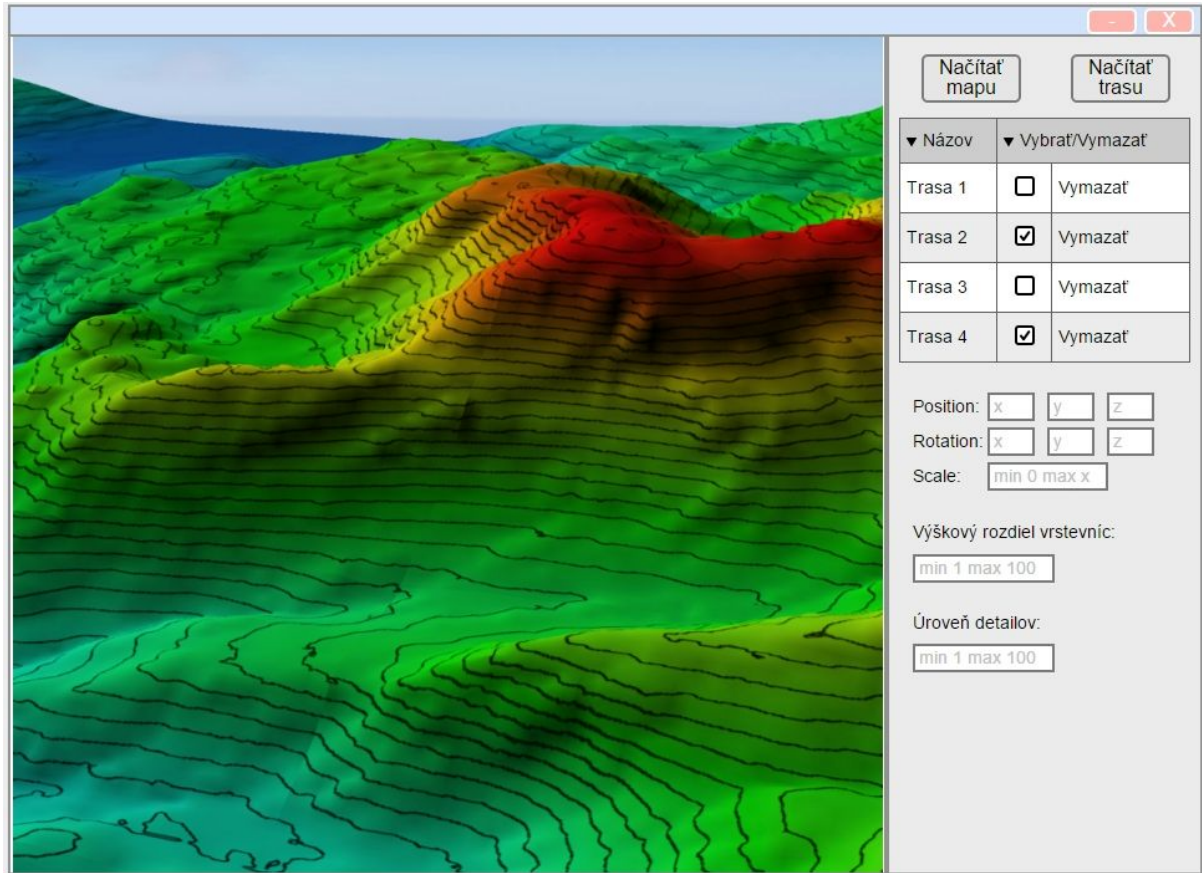 - X
Načítať
mapu
Načítať
trasu
▼ Názov ▼ Vybrať/Vymazať
Trasa 1 Vymazať
Trasa 2 Vymazať
Trasa 3 Vymazať
Trasa 4 Vymazať
Position: x y z
Rotation: x y z
Scale: min 0 max x
Výškový rozdiel vrstevníc:
min 1 max 100
Úroveň detailov:
min 1 max 100